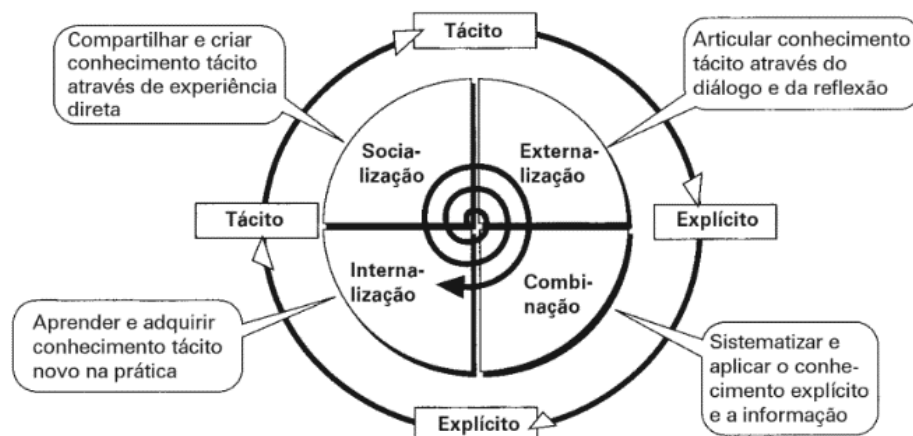 Tácito
Compartilhar e criar
conhecimento tácito
através de experiência
direta
Articular conhecimento
tácito através do
diálogo e da reflexão
Socia-
lização
Externa-
lização
Tácito
Explícito
Interna-
lização
Combi-
nação
Aprender e adquirir
conhecimento tácito
novo na prática
Sistematizar e
aplicar o conhe-
cimento explícito
e a informação
Explícito